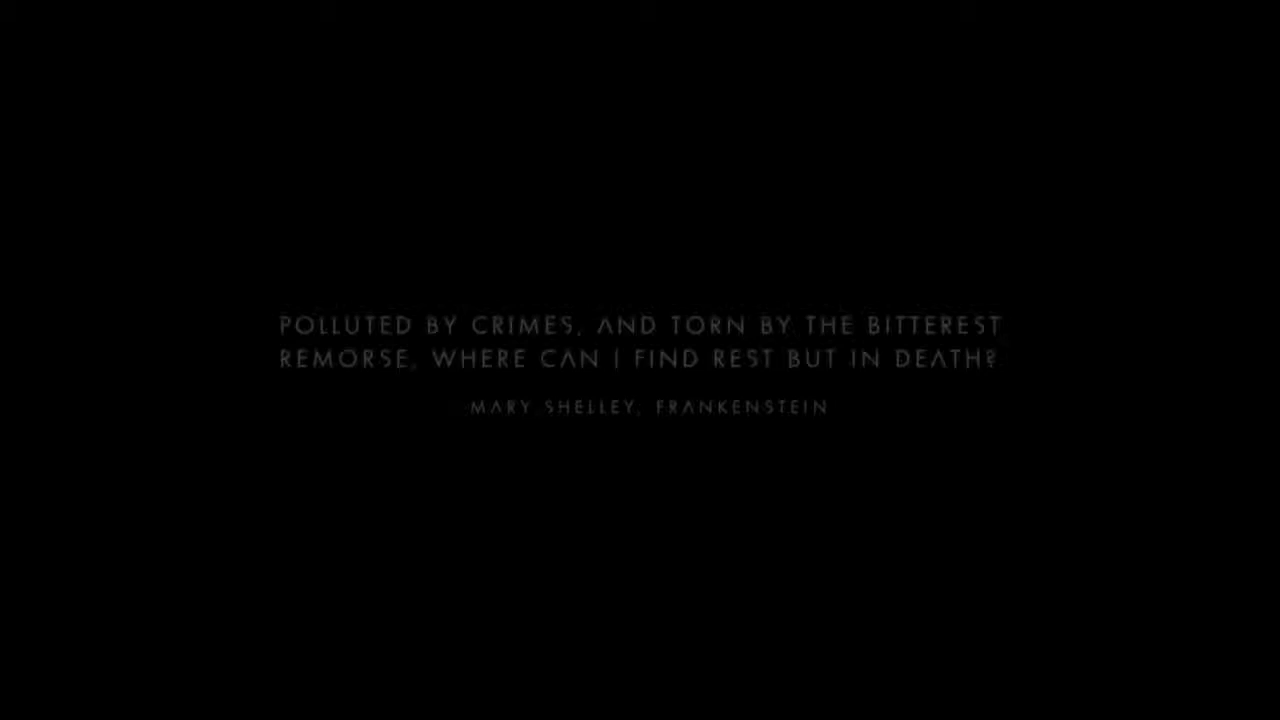 POLLUTED BY CRIMES, AND TORN BY THE BITTEREST
REMORSE, WHERE CAN I FIND REST BUT IN DEATH?
-MARY SHELLEY, FRANKENSTEIN